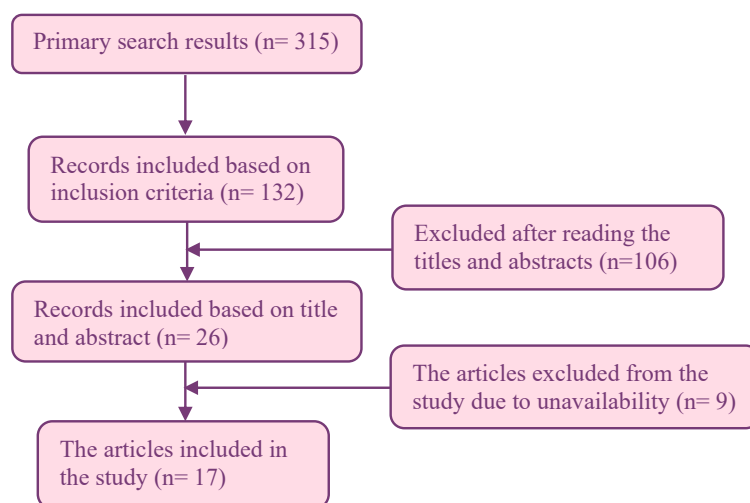 Primary search results (n= 315)
Records included based on
inclusion criteria (n= 132)
Excluded after reading the
titles and abstracts (n=106)
Records included based on title
and abstract (n= 26)
The articles excluded from the
study due to unavailability (n= 9)
The articles included in
the study (n= 17)